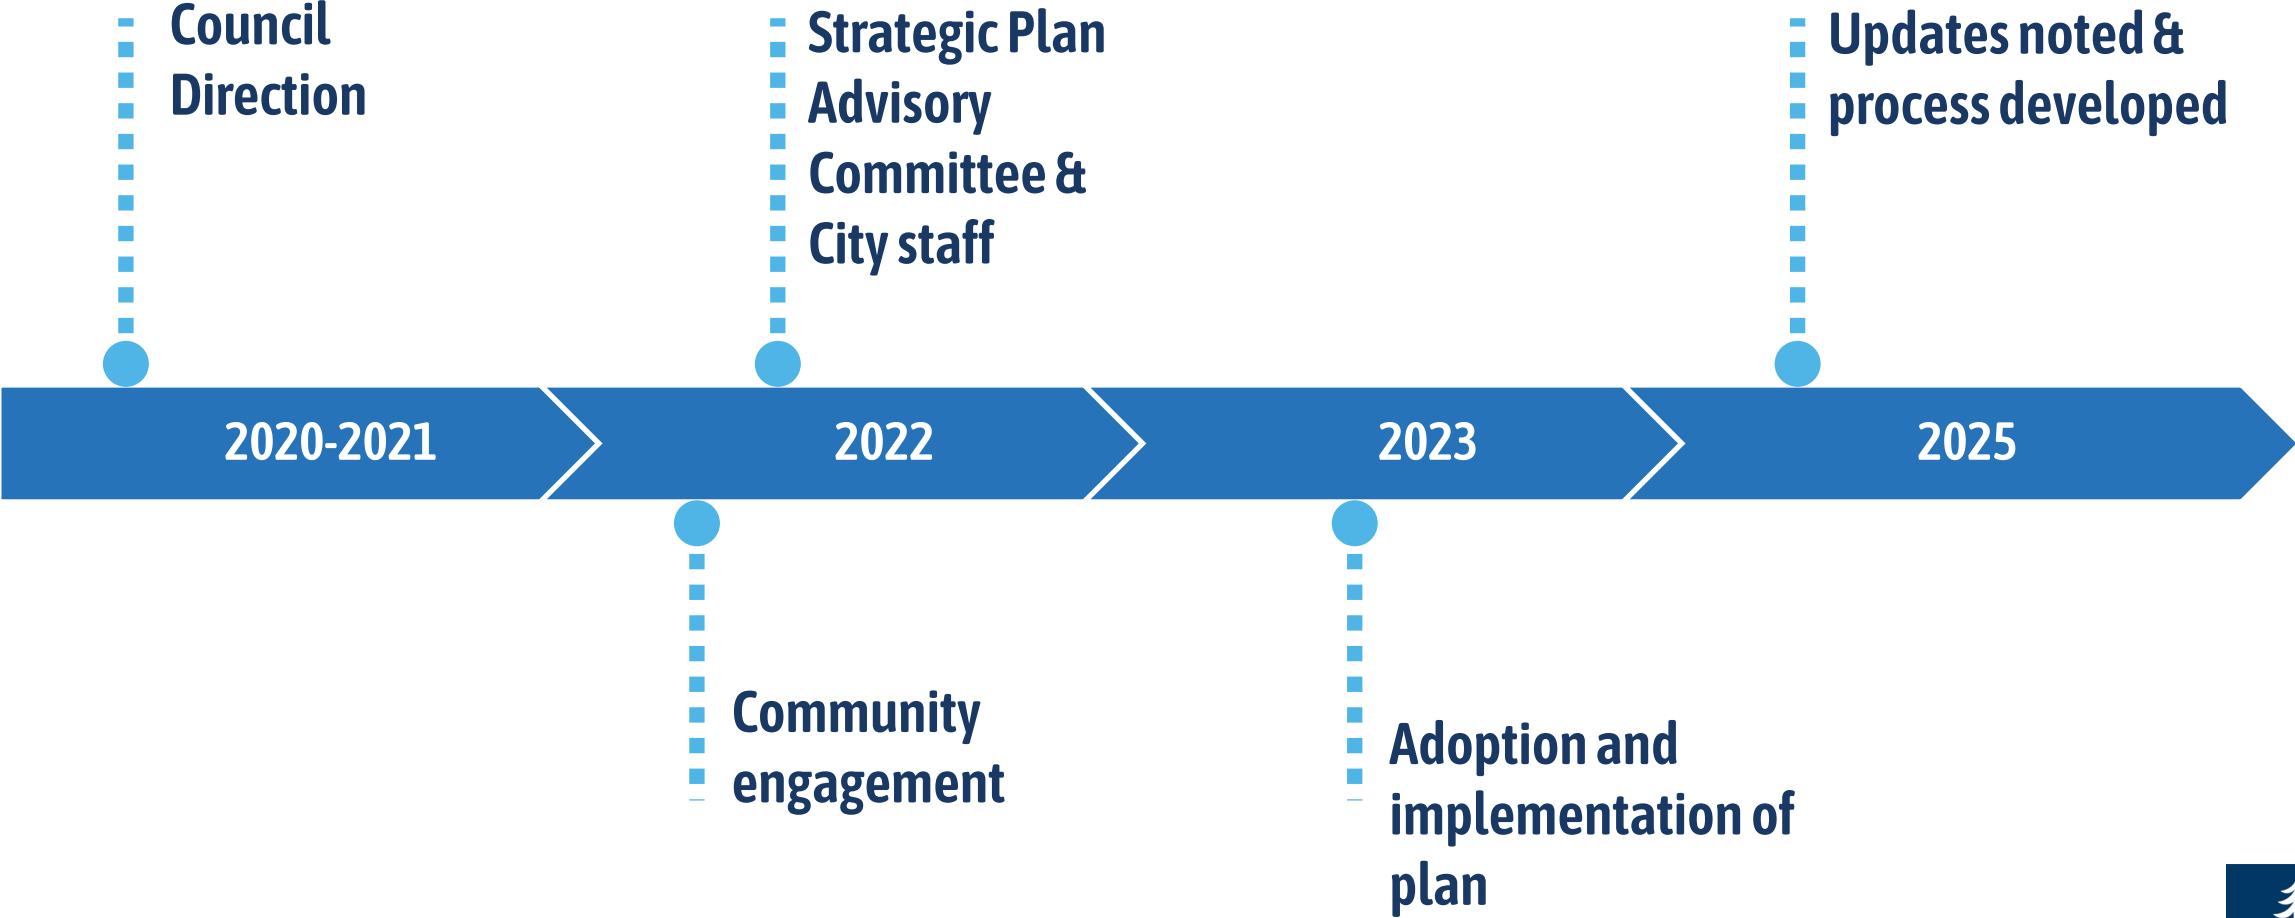 Council
Direction
Strategic Plan
Advisory
Committee &
City staff
Updates noted &
process developed
2020-2021
2022
2023
2025
Community
engagement
Adoption and
implementation of
plan